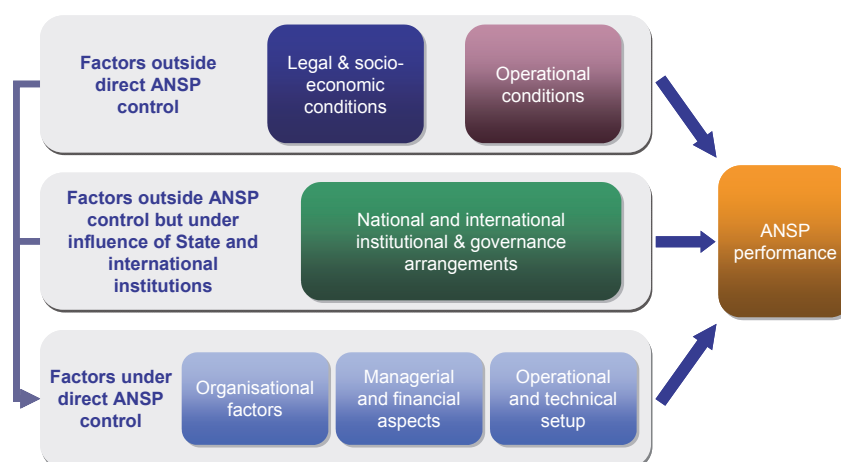 Factors outside
direct ANSP
control
Legal & socio-
economic
conditions
Operational
conditions
Factors outside ANSP
control but under
influence of State and
international
institutions
National and international
institutional & governance
arrangements
ANSP
performance
Factors under
direct ANSP
control
Organisational
factors
Managerial
and financial
aspects
Operational
and technical
setup